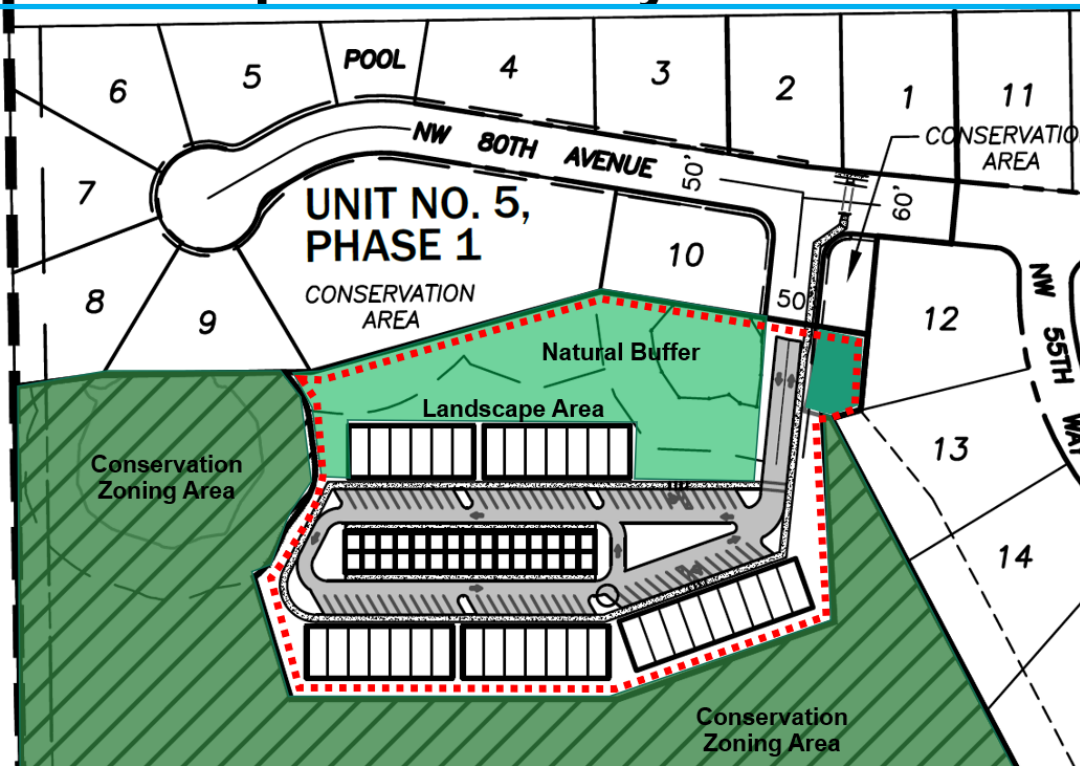 6
5
POOL
4
3
2
1
11
CONSERVATIO
AREA
NW 80TH AVENUE
50'
60'
7
UNIT NO. 5,
PHASE 1
10
CONSERVATION
AREA
50
8
9
12
NW 55TH WAY
Natural Buffer
Landscape Area
Conservation
Zoning Area
13
14
Conservation
Zoning Area